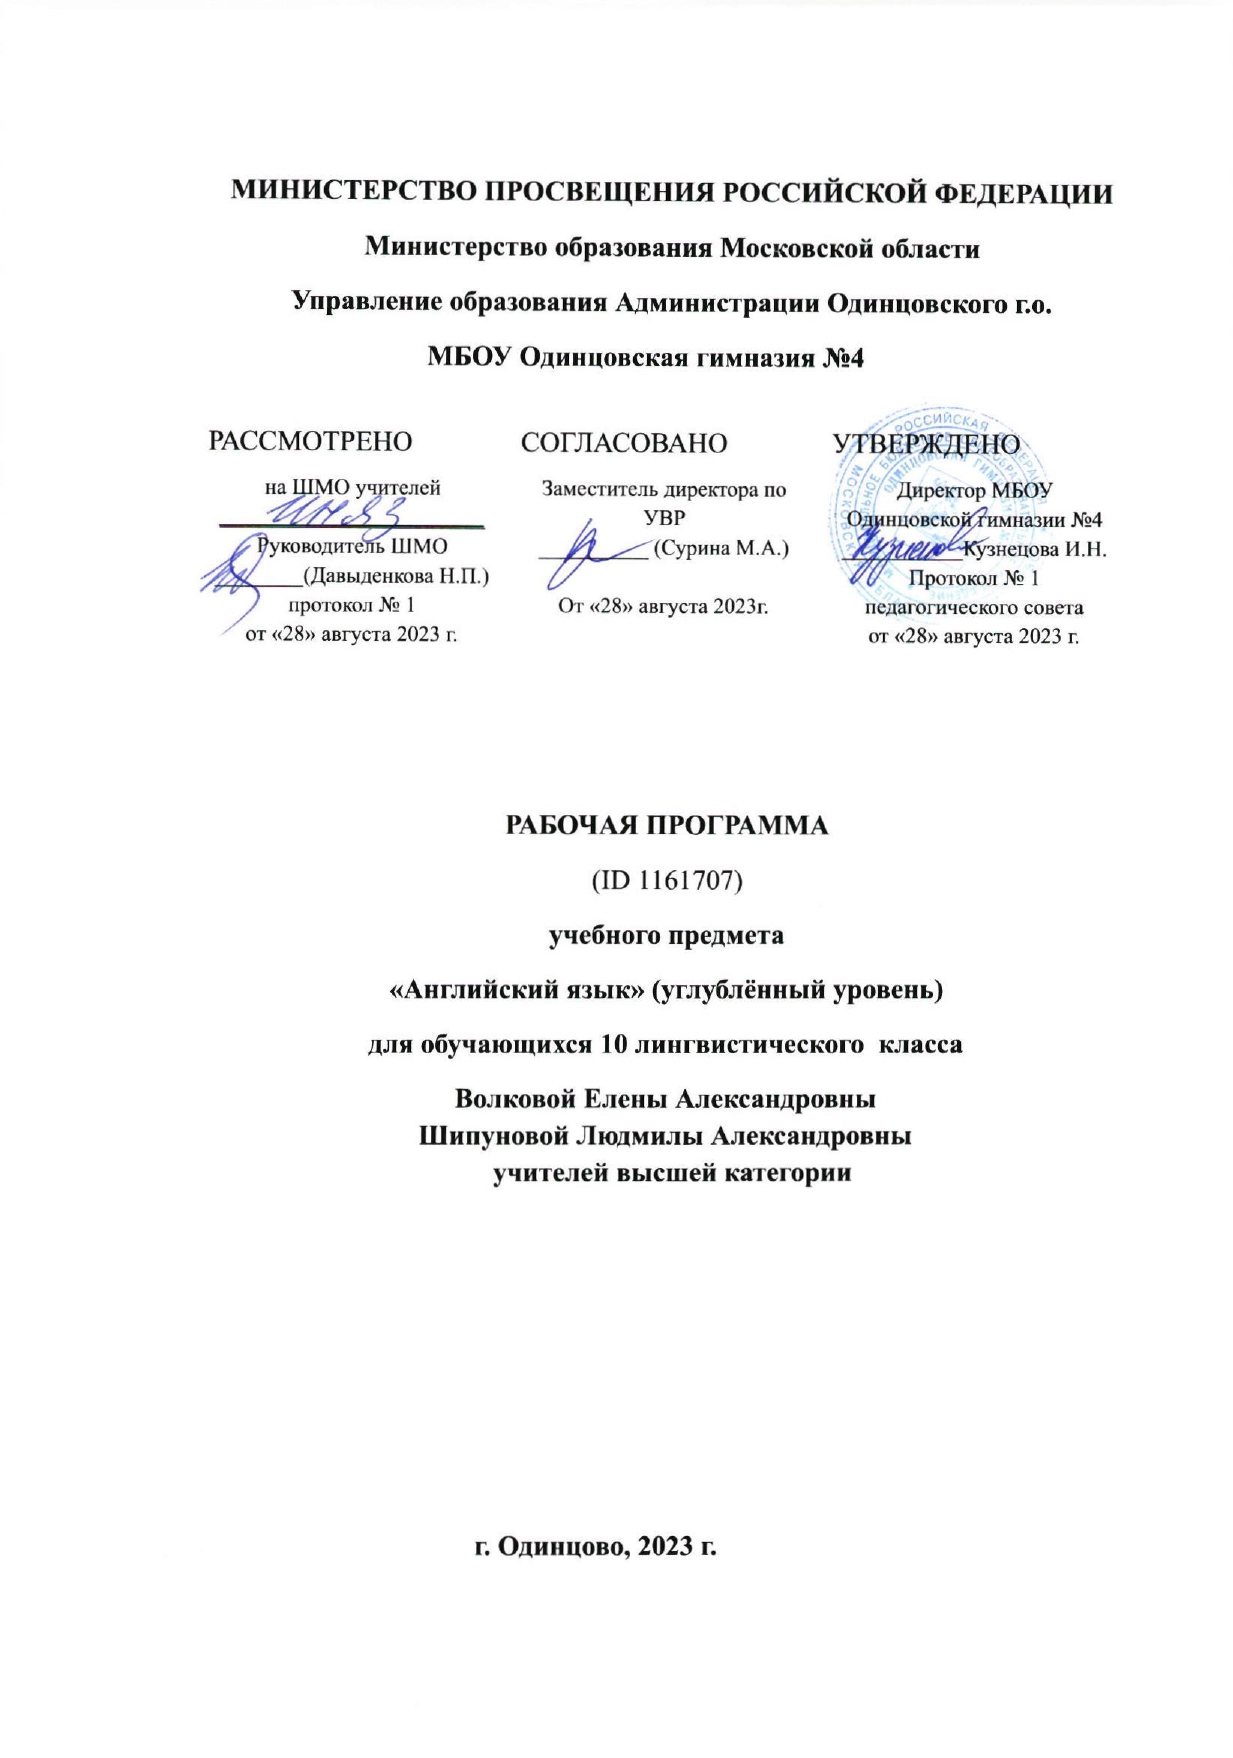 МИНИСТЕРСТВО ПРОСВЕЩЕНИЯ РОССИЙСКОЙ ФЕДЕРАЦИИ
Министерство образования Московской области
Управление образования Администрации Одинцовского г.о.
МБОУ Одинцовская гимназия №4
РАССМОТРЕНО
на ШМО учителей
ин яз
Руководитель ШМО
(Давыденкова Н.П.)
протокол № 1
от «28» августа 2023 г.
СОГЛАСОВАНО
Заместитель директора по
УВР
(Сурина М.А.)
От «28» августа 2023г.
УТВЕРЖДЕНО
Директор МБОУ
Одинцовской гимназии №4
Кузнецова И.Н.
Протокол № 1
педагогического совета
от «28» августа 2023 г.
РОССИЙСКАЯ ФЕДЕРАЦИЯ
РАБОЧАЯ ПРОГРАММА
(ID 1161707)
учебного предмета
«Английский язык» (углублённый уровень)
для обучающихся 10 лингвистического класса
Волковой Елены Александровны
Шипуновой Людмилы Александровны
учителей высшей категории
г. Одинцово, 2023 г.